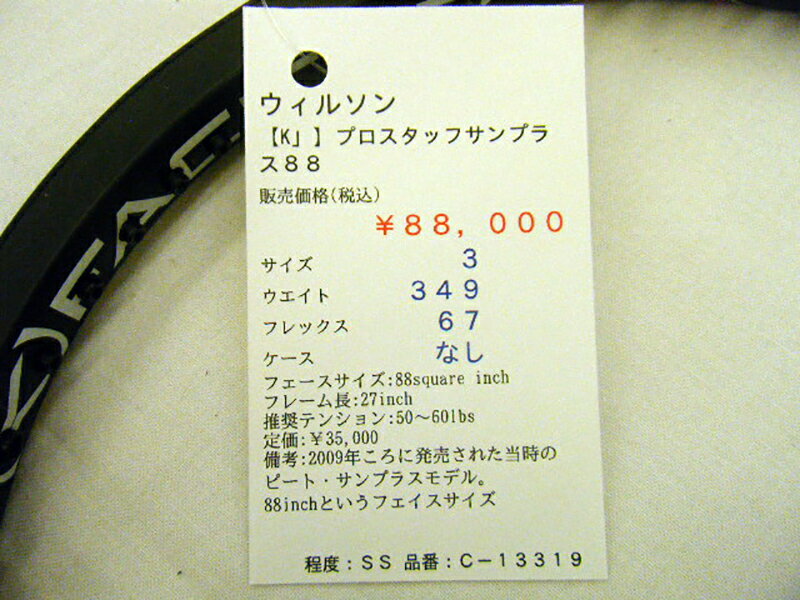 FAC
ウィルソン
【K」】プロスタッフサンプラ
ス88
販売価格(税込)
¥88,000
サイズ 3
ウエイト 349
フレックス 67
ケース なし
フェースサイズ:88square inch
フレーム長:27inch
推奨テンション:50～60lbs
定価:¥35,000
備考:2009年ころに発売された当時の
ピート・サンプラスモデル。
88inchというフェイスサイズ
程度:SS 品番:C-13319